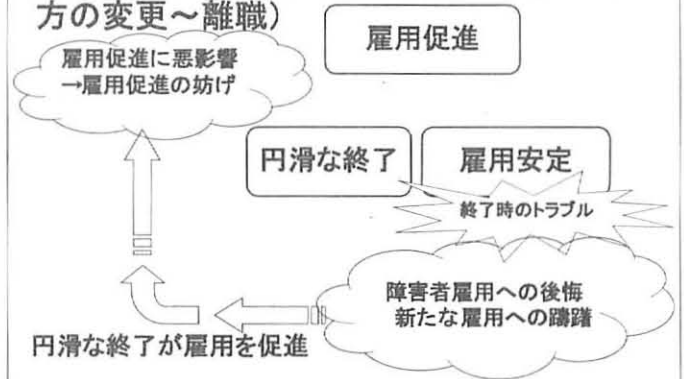 方の変更～離職）
雇用促進
雇用促進に悪影響
→雇用促進の妨げ
円滑な終了
雇用安定
終了時のトラブル
障害者雇用への後悔
新たな雇用への躊躇
円滑な終了が雇用を促進